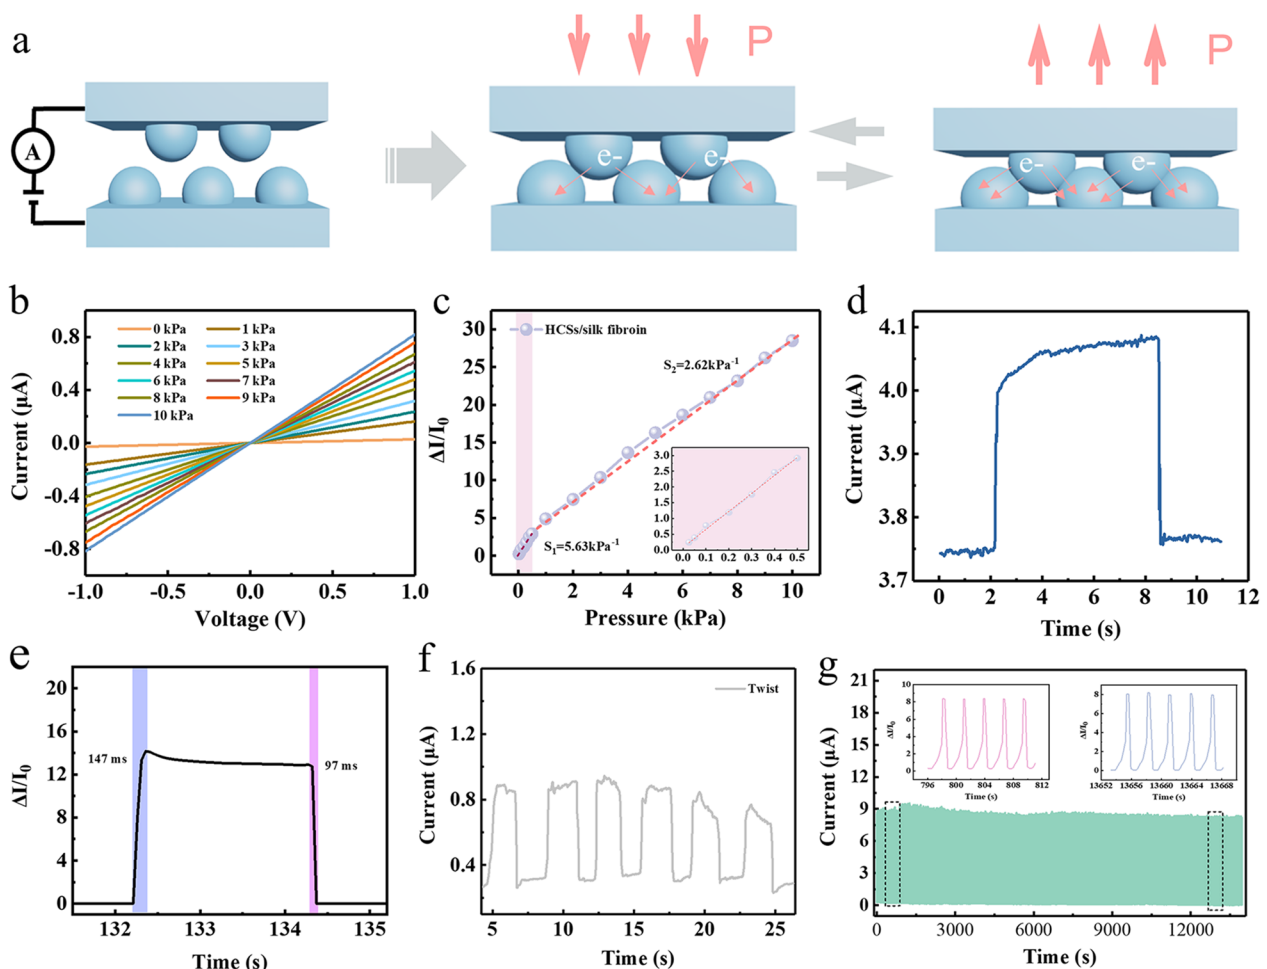 a
P
P
A
e-
e-
e-
e-
b
0 kPa
1 kPa
2 kPa
3 kPa
4 kPa
5 kPa
6 kPa
7 kPa
8 kPa
9 kPa
10 kPa
0.8
0.4
0.0
-0.4
-0.8
Current (μA)
-1.0
-0.5
0.0
0.5
1.0
Voltage (V)
c
HCSs/silk fibroin
S₂=2.62kPa⁻¹
S₁=5.63kPa⁻¹
30
25
20
15
10
5
0
ΔI/I₀
0
2
4
6
8
10
Pressure (kPa)
3.0
2.5
2.0
1.5
1.0
0.5
0.0
0.0
0.1
0.2
0.3
0.4
0.5
d
4.1
4.0
3.9
3.8
3.7
Current (μA)
0
2
4
6
8
10
12
Time (s)
e
20
16
12
8
4
0
ΔI/I₀
147 ms
97 ms
132
133
134
135
Time (s)
f
Twist
1.6
1.2
0.8
0.4
Current (μA)
5
10
15
20
25
Time (s)
g
21
18
15
12
9
6
3
0
Current (μA)
0
3000
6000
9000
12000
Time (s)
10
8
6
4
2
0
ΔI/I₀
796
800
804
808
812
Time (s)
8
6
4
2
0
ΔI/I₀
13652
13656
13660
13664
13668
Time (s)